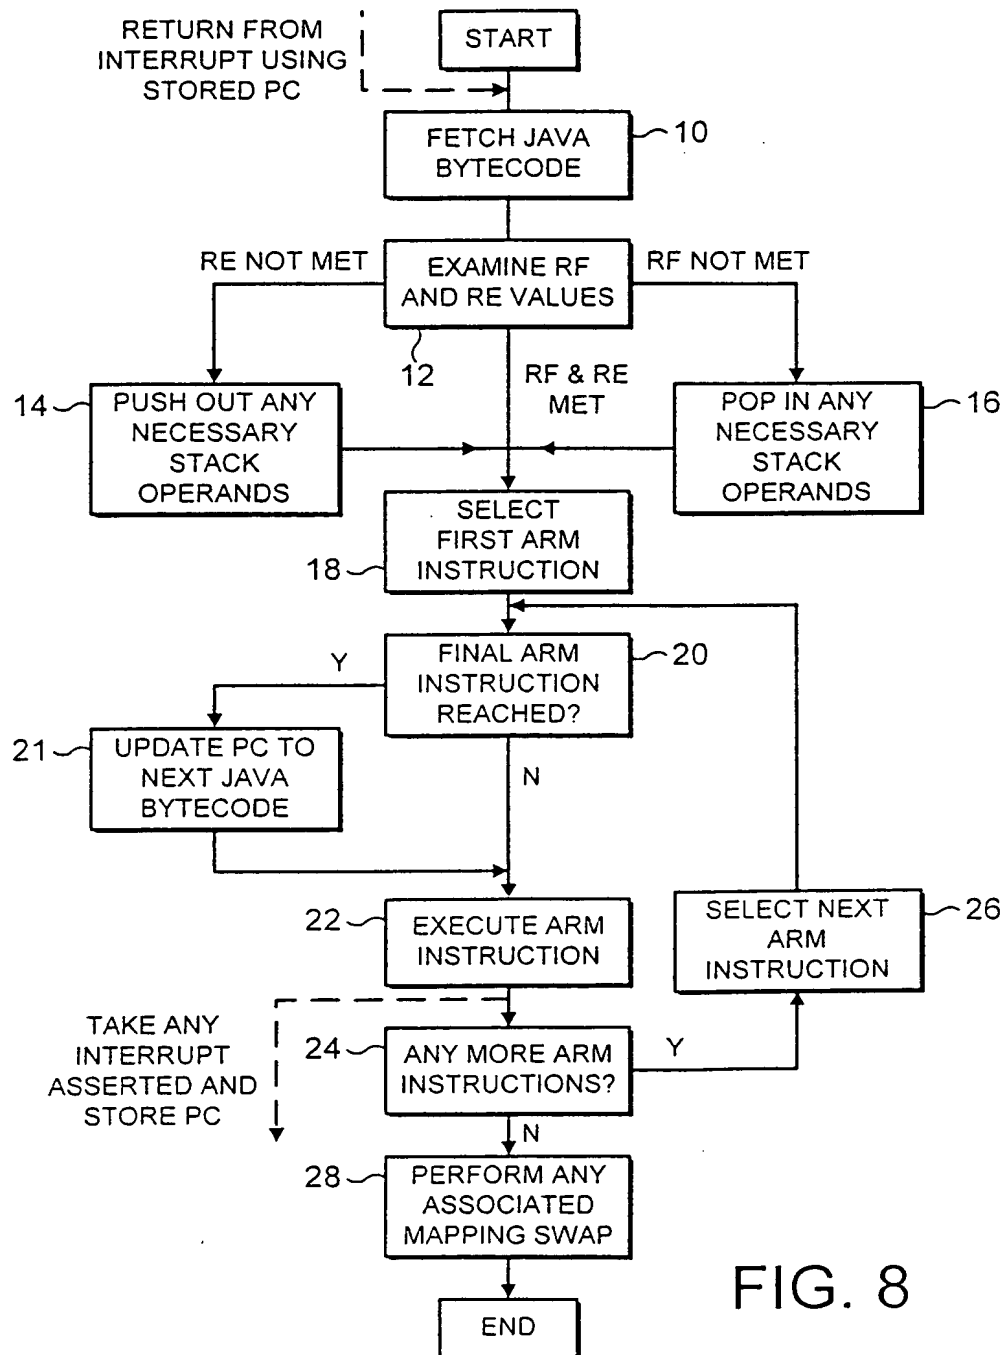 RETURN FROM
INTERRUPT USING
STORED PC
START
FETCH JAVA
BYTECODE
10
RE NOT MET
EXAMINE RF
AND RE VALUES
RF NOT MET
12
RF & RE
MET
14
PUSH OUT ANY
NECESSARY
STACK
OPERANDS
POP IN ANY
NECESSARY
STACK
OPERANDS
16
SELECT
FIRST ARM
INSTRUCTION
18
FINAL ARM
INSTRUCTION
REACHED?
20
Y
N
21
UPDATE PC TO
NEXT JAVA
BYTECODE
22
EXECUTE ARM
INSTRUCTION
SELECT NEXT
ARM
INSTRUCTION
26
TAKE ANY
INTERRUPT
ASSERTED AND
STORE PC
24
ANY MORE ARM
INSTRUCTIONS?
Y
N
28
PERFORM ANY
ASSOCIATED
MAPPING SWAP
END
FIG. 8